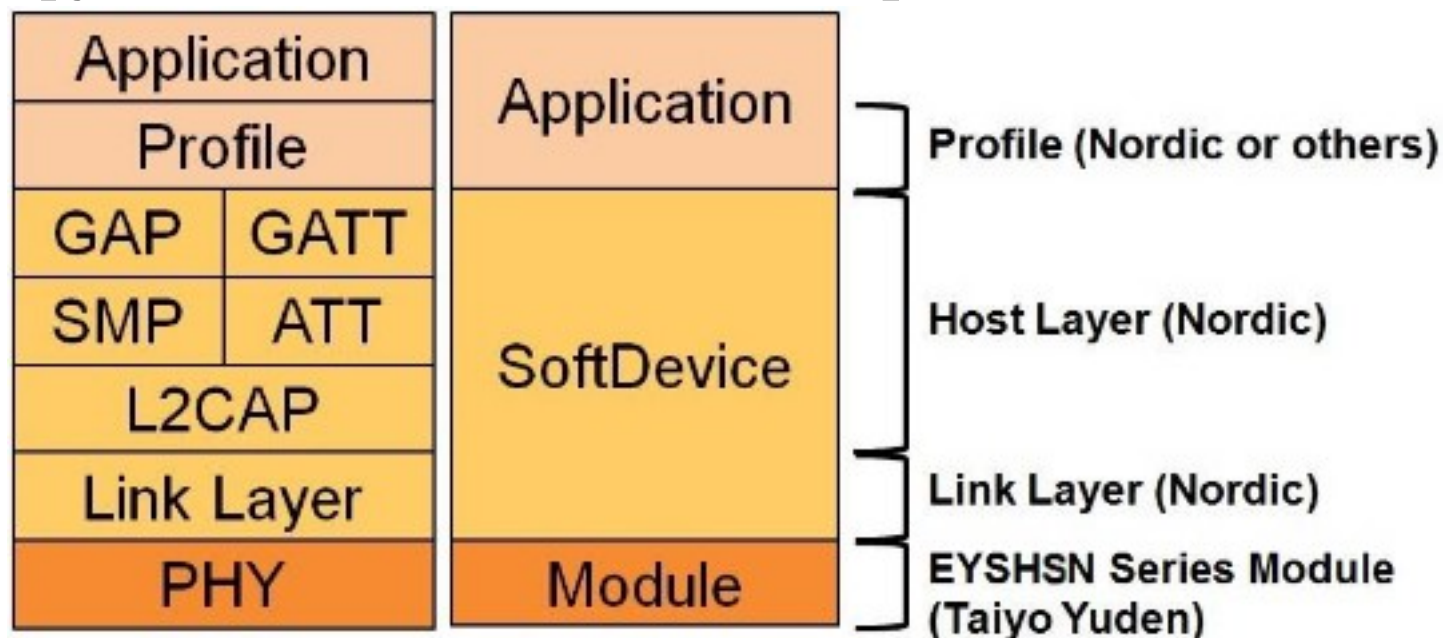 Application
Profile
GAP GATT
SMP ATT
L2CAP
Link Layer
PHY
Application
SoftDevice
Module
Profile (Nordic or others)
Host Layer (Nordic)
Link Layer (Nordic)
EYSHSN Series Module
(Taiyo Yuden)